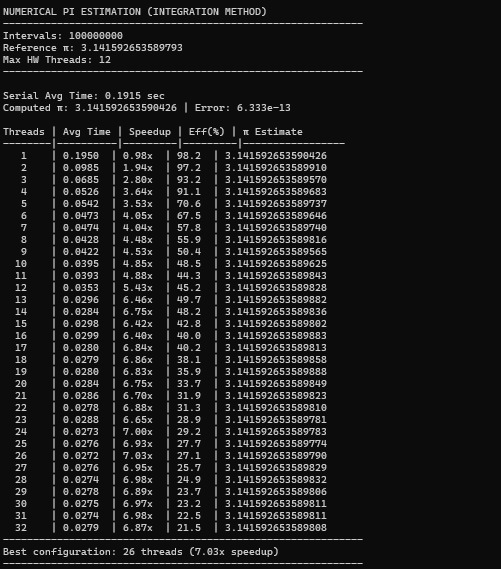 NUMERICAL PI ESTIMATION (INTEGRATION METHOD)
------------------------------------------------------------
Intervals: 100000000
Reference π: 3.141592653589793
Max HW Threads: 12
------------------------------------------------------------
Serial Avg Time: 0.1915 sec
Computed π: 3.141592653590426 | Error: 6.333e-13
Threads | Avg Time | Speedup | Eff(%) | π Estimate
--------|----------|---------|--------|-----------------
1 | 0.1950 | 0.98x | 98.2 | 3.141592653590426
2 | 0.0985 | 1.94x | 97.2 | 3.141592653589910
3 | 0.0685 | 2.80x | 93.2 | 3.141592653589570
4 | 0.0526 | 3.64x | 91.1 | 3.141592653589683
5 | 0.0542 | 3.53x | 70.6 | 3.141592653589737
6 | 0.0473 | 4.05x | 67.5 | 3.141592653589646
7 | 0.0474 | 4.04x | 57.8 | 3.141592653589740
8 | 0.0428 | 4.48x | 55.9 | 3.141592653589816
9 | 0.0422 | 4.53x | 50.4 | 3.141592653589565
10 | 0.0395 | 4.85x | 48.5 | 3.141592653589625
11 | 0.0393 | 4.88x | 44.3 | 3.141592653589843
12 | 0.0353 | 5.43x | 45.2 | 3.141592653589828
13 | 0.0296 | 6.46x | 49.7 | 3.141592653589882
14 | 0.0284 | 6.75x | 48.2 | 3.141592653589836
15 | 0.0298 | 6.42x | 42.8 | 3.141592653589802
16 | 0.0299 | 6.40x | 40.0 | 3.141592653589883
17 | 0.0280 | 6.84x | 40.2 | 3.141592653589813
18 | 0.0279 | 6.86x | 38.1 | 3.141592653589858
19 | 0.0280 | 6.83x | 35.9 | 3.141592653589888
20 | 0.0284 | 6.75x | 33.7 | 3.141592653589849
21 | 0.0286 | 6.70x | 31.9 | 3.141592653589823
22 | 0.0278 | 6.88x | 31.3 | 3.141592653589810
23 | 0.0288 | 6.65x | 28.9 | 3.141592653589781
24 | 0.0273 | 7.00x | 29.2 | 3.141592653589783
25 | 0.0276 | 6.93x | 27.7 | 3.141592653589774
26 | 0.0272 | 7.03x | 27.1 | 3.141592653589790
27 | 0.0276 | 6.95x | 25.7 | 3.141592653589829
28 | 0.0274 | 6.98x | 24.9 | 3.141592653589832
29 | 0.0278 | 6.89x | 23.7 | 3.141592653589806
30 | 0.0275 | 6.97x | 23.2 | 3.141592653589811
31 | 0.0274 | 6.98x | 22.5 | 3.141592653589811
32 | 0.0279 | 6.87x | 21.5 | 3.141592653589808
------------------------------------------------------------
Best configuration: 26 threads (7.03x speedup)
------------------------------------------------------------